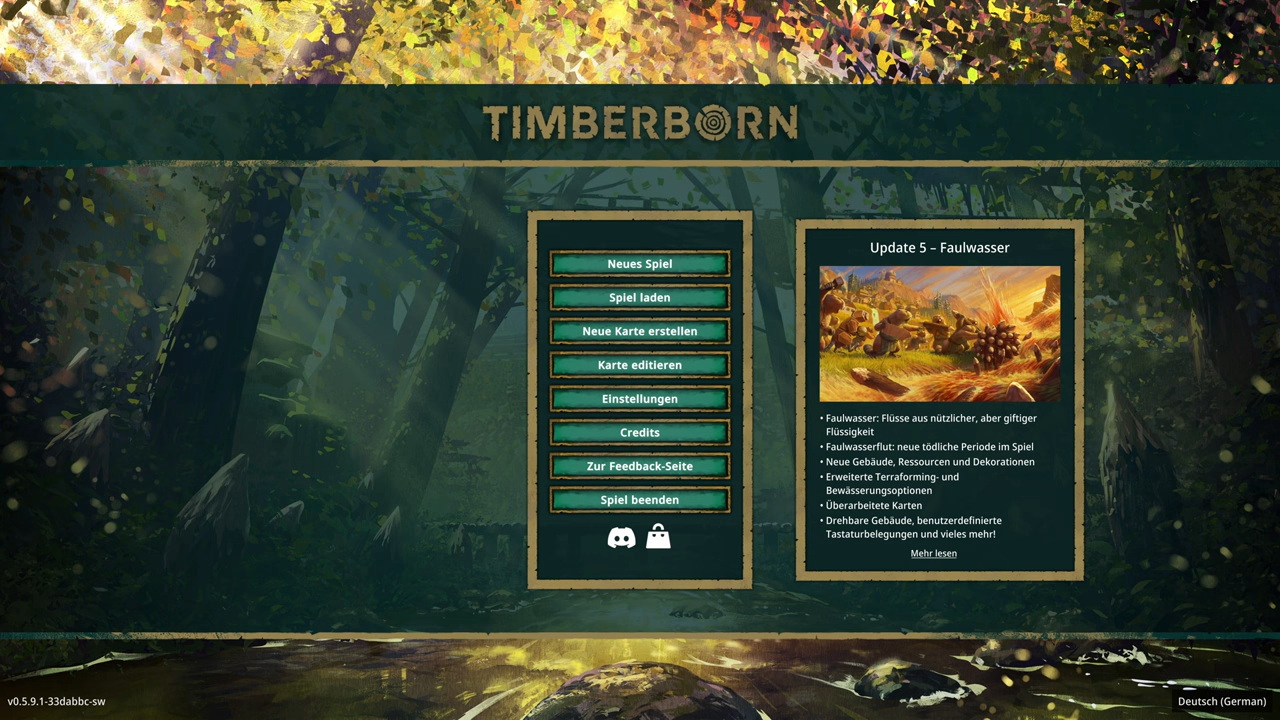 TIMBERBORN
Neues Spiel
Spiel laden
Neue Karte erstellen
Karte editieren
Einstellungen
Credits
Zur Feedback-Seite
Spiel beenden
Update 5 – Faulwasser
• Faulwasser: Flüsse aus nützlicher, aber giftiger
Flüssigkeit
• Faulwasserflut: neue tödliche Periode im Spiel
• Neue Gebäude, Ressourcen und Dekorationen
• Erweiterte Terraforming- und
Bewässerungsoptionen
• Überarbeitete Karten
• Drehbare Gebäude, benutzerdefinierte
Tastaturbelegungen und vieles mehr!
Mehr lesen
v0.5.9.1-33dabbc-sw
Deutsch (German)